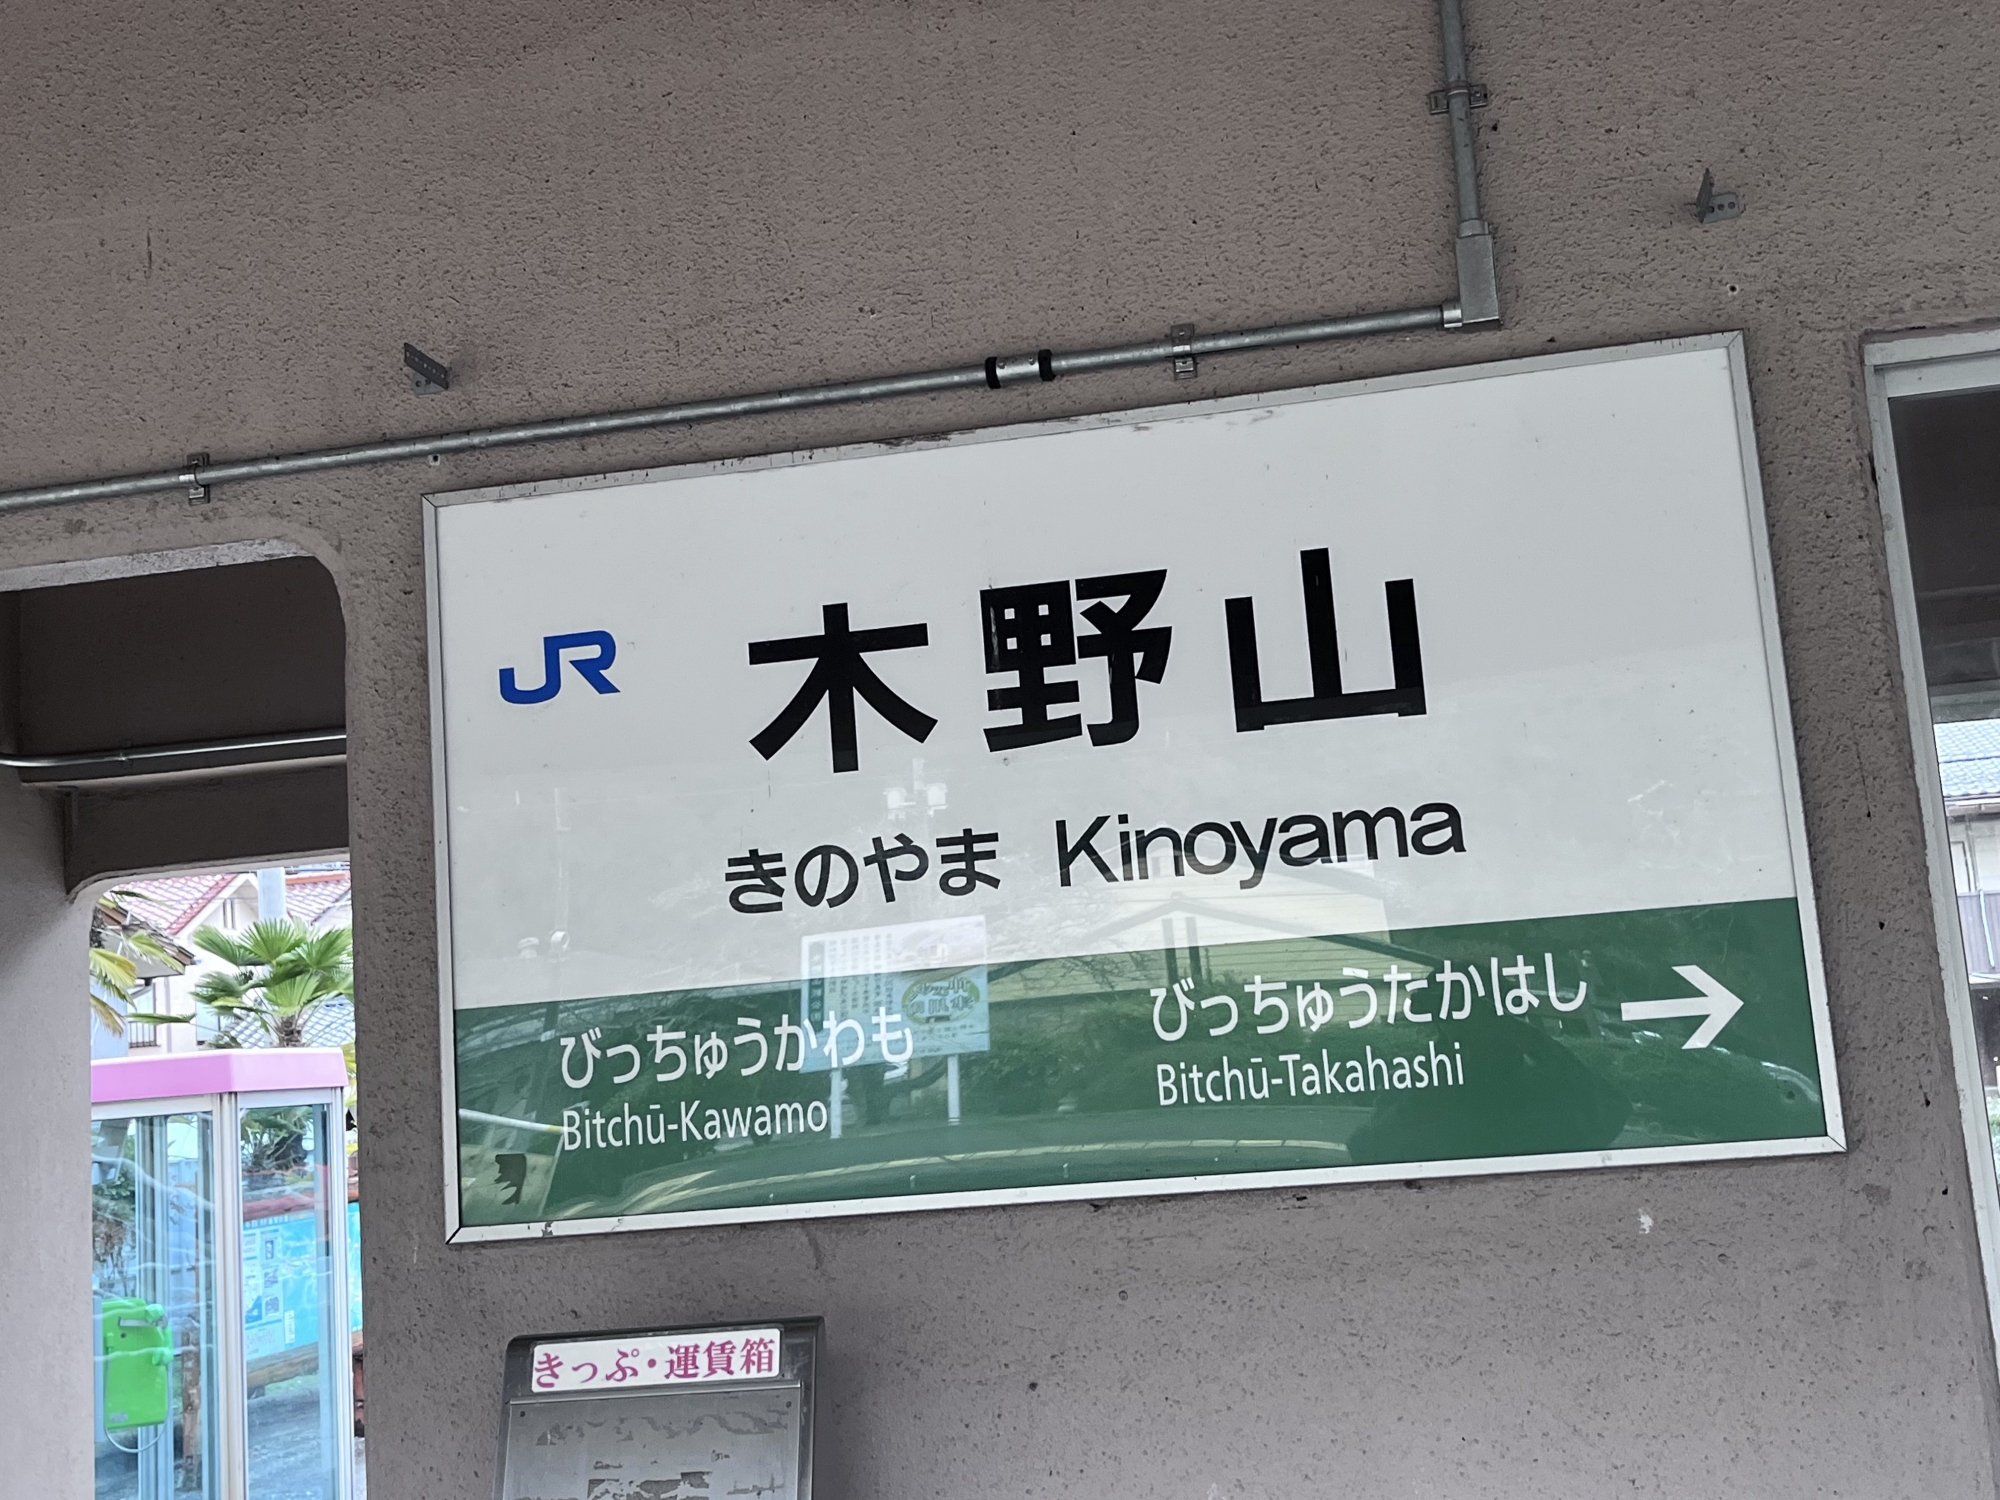 JR
木野山
きのやま Kinoyama
びっちゅうかわも
Bitchū-Kawamo
びっちゅうたかはし →
Bitchū-Takahashi
きっぷ・運賃箱